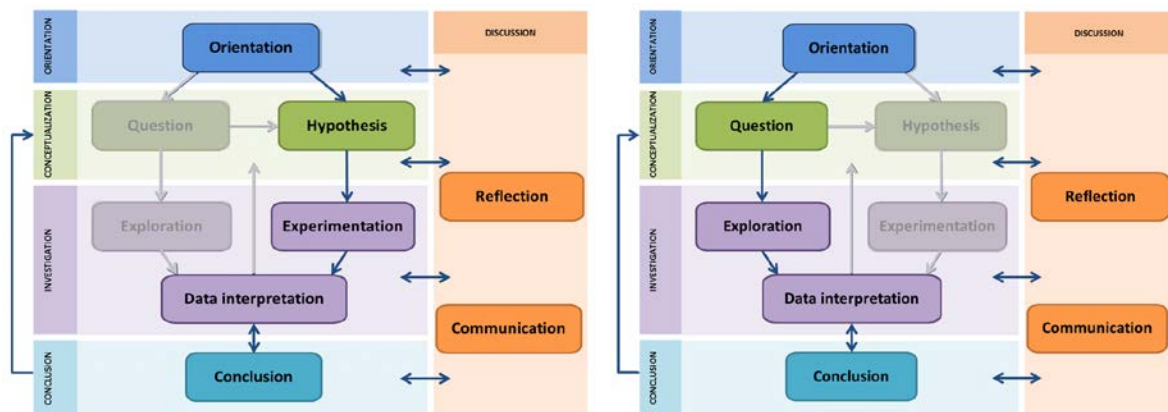 ORIENTATION
Orientation
DISCUSSION
CONCEPTUALIZATION
Question
Hypothesis
Reflection
INVESTIGATION
Exploration
Experimentation
Data interpretation
Communication
CONCLUSION
Conclusion
ORIENTATION
Orientation
DISCUSSION
CONCEPTUALIZATION
Question
Hypothesis
Reflection
INVESTIGATION
Exploration
Experimentation
Data interpretation
Communication
CONCLUSION
Conclusion